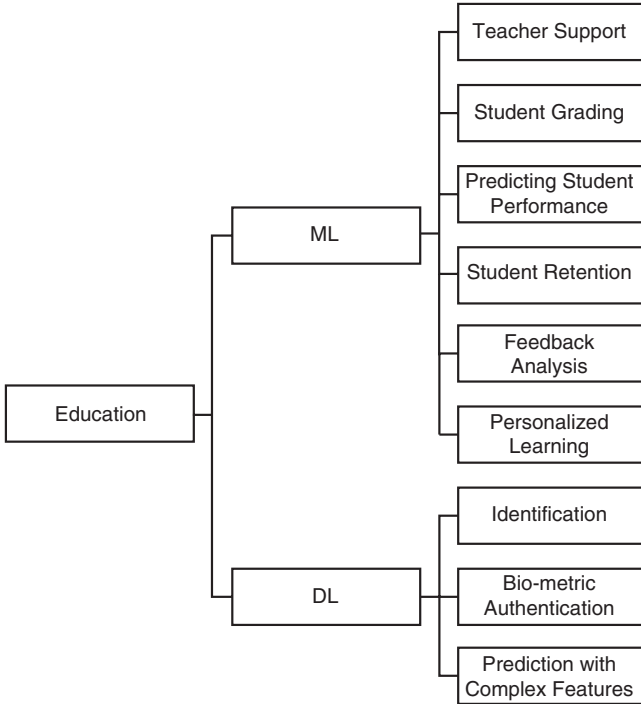 Teacher Support
Student Grading
Predicting Student
Performance
ML
Student Retention
Feedback
Analysis
Education
Personalized
Learning
Identification
DL
Bio-metric
Authentication
Prediction with
Complex Features